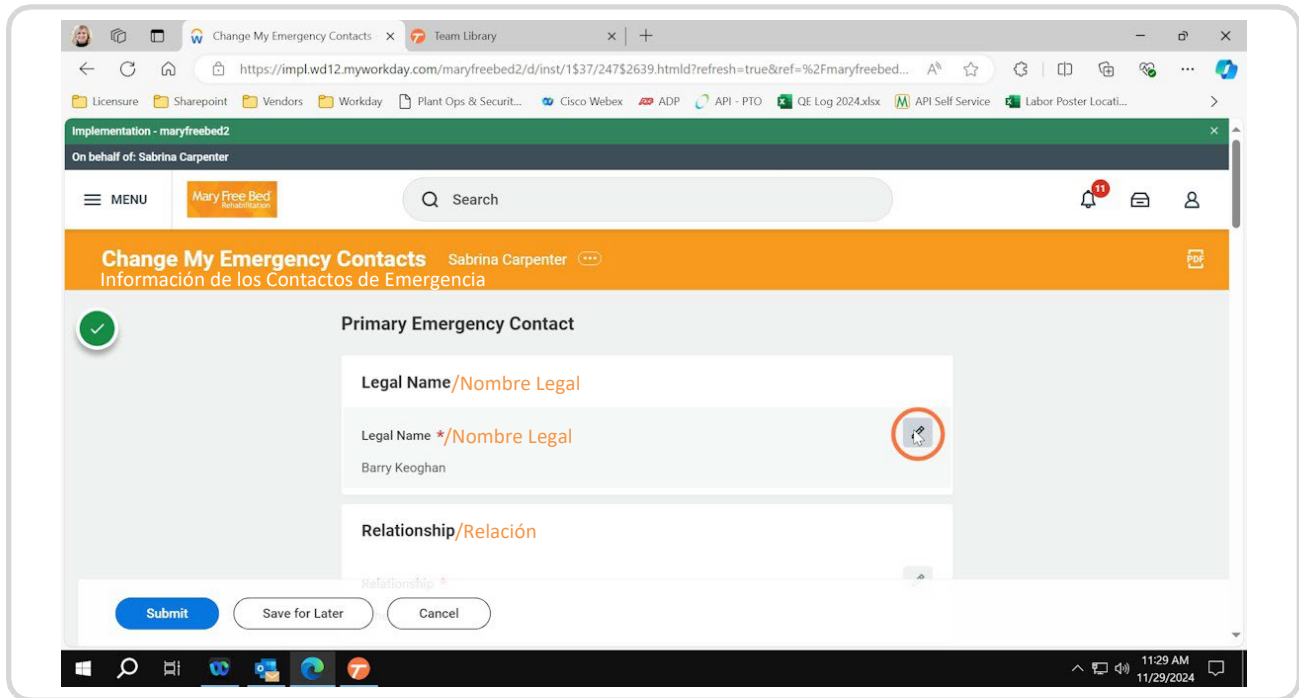 Change My Emergency Contacts
Team Library
https://impl.wd12.myworkday.com/maryfreebed2/d/inst/1$37/247$2639.htmld?refresh=true&ref=%2Fmaryfreebed...
Licensure Sharepoint Vendors Workday Plant Ops & Securit... Cisco Webex ADP API - PTO QE Log 2024.xlsx API Self Service Labor Poster Locati...
Implementation - maryfreebed2
On behalf of: Sabrina Carpenter
MENU
Mary Free Bed
Rehabilitation
Search
11
Change My Emergency Contacts Sabrina Carpenter
PDF
Información de los Contactos de Emergencia
Primary Emergency Contact
Legal Name/Nombre Legal
Legal Name */Nombre Legal
Barry Keoghan
Relationship/Relación
Relationship *
Submit Save for Later Cancel
11:29 AM
11/29/2024